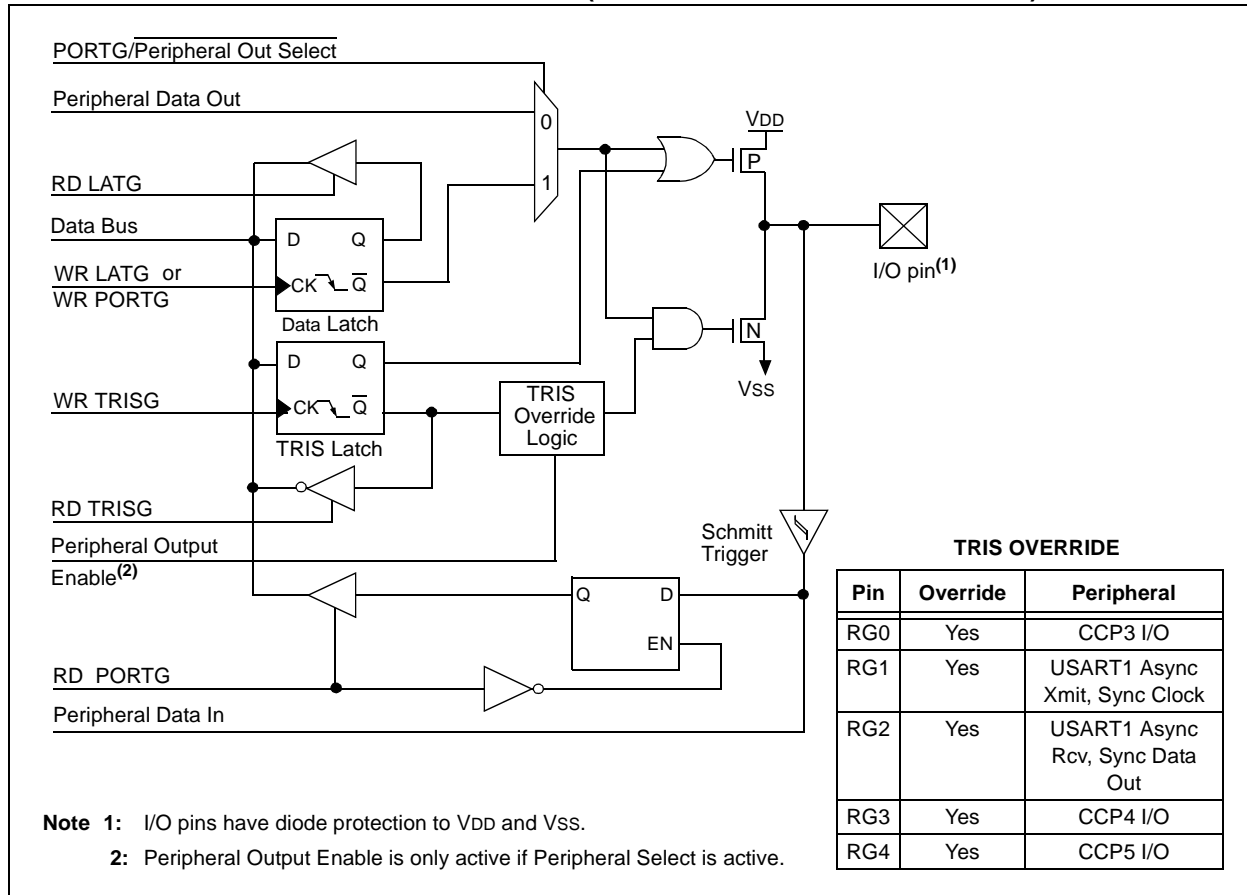 PORTG/Peripheral Out Select
Peripheral Data Out
RD LATG
Data Bus
WR LATG or
WR PORTG
D Q
CK Q
Data Latch
D Q
CK Q
TRIS Latch
WR TRISG
RD TRISG
Peripheral Output
Enable(2)
RD PORTG
Peripheral Data In
0
1
TRIS
Override
Logic
VDD
P
N
VSS
I/O pin(1)
Schmitt
Trigger
Q D
EN
TRIS OVERRIDE
Pin Override Peripheral
RG0 Yes CCP3 I/O
RG1 Yes USART1 Async
Xmit, Sync Clock
RG2 Yes USART1 Async
Rcv, Sync Data
Out
RG3 Yes CCP4 I/O
RG4 Yes CCP5 I/O
Note 1: I/O pins have diode protection to VDD and VSS.
2: Peripheral Output Enable is only active if Peripheral Select is active.